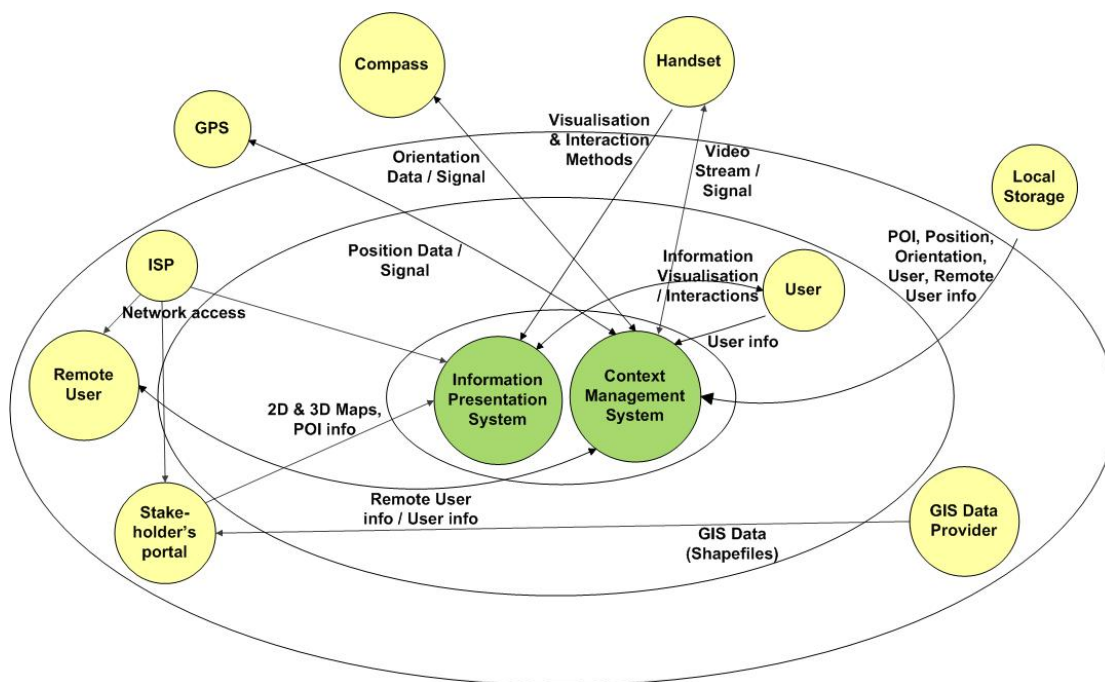 Compass
Handset
GPS
Visualisation
& Interaction
Methods
Orientation
Data / Signal
Video
Stream /
Signal
Local
Storage
POI, Position,
Orientation,
User, Remote
User info
Position Data /
Signal
Information
Visualisation
/ Interactions
ISP
User
Network access
User info
Remote
User
Information
Presentation
System
Context
Management
System
2D & 3D Maps,
POI info
Remote User
info / User info
Stake-
holder's
portal
GIS Data
(Shapefiles)
GIS Data
Provider